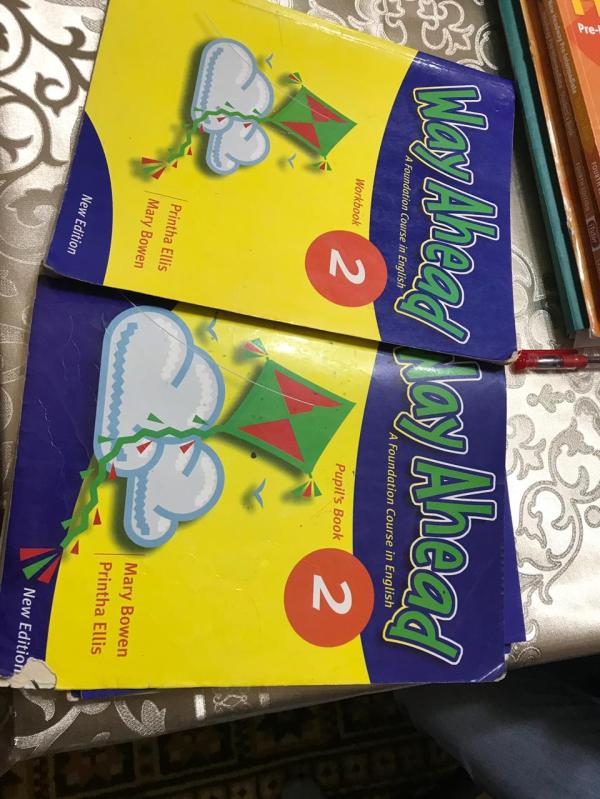 Way Ahead
A Foundation Course in English
Workbook
2
Printha Ellis
Mary Bowen
New Edition
Way Ahead
A Foundation Course in English
Pupil's Book
2
Mary Bowen
Printha Ellis
New Edition